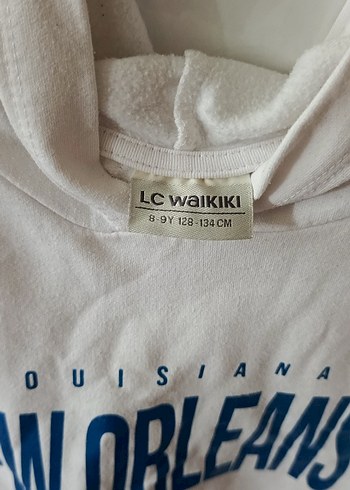 LC WAIKIKI
8-9Y 128-134 CM
OUISIANA
W ORLEANS